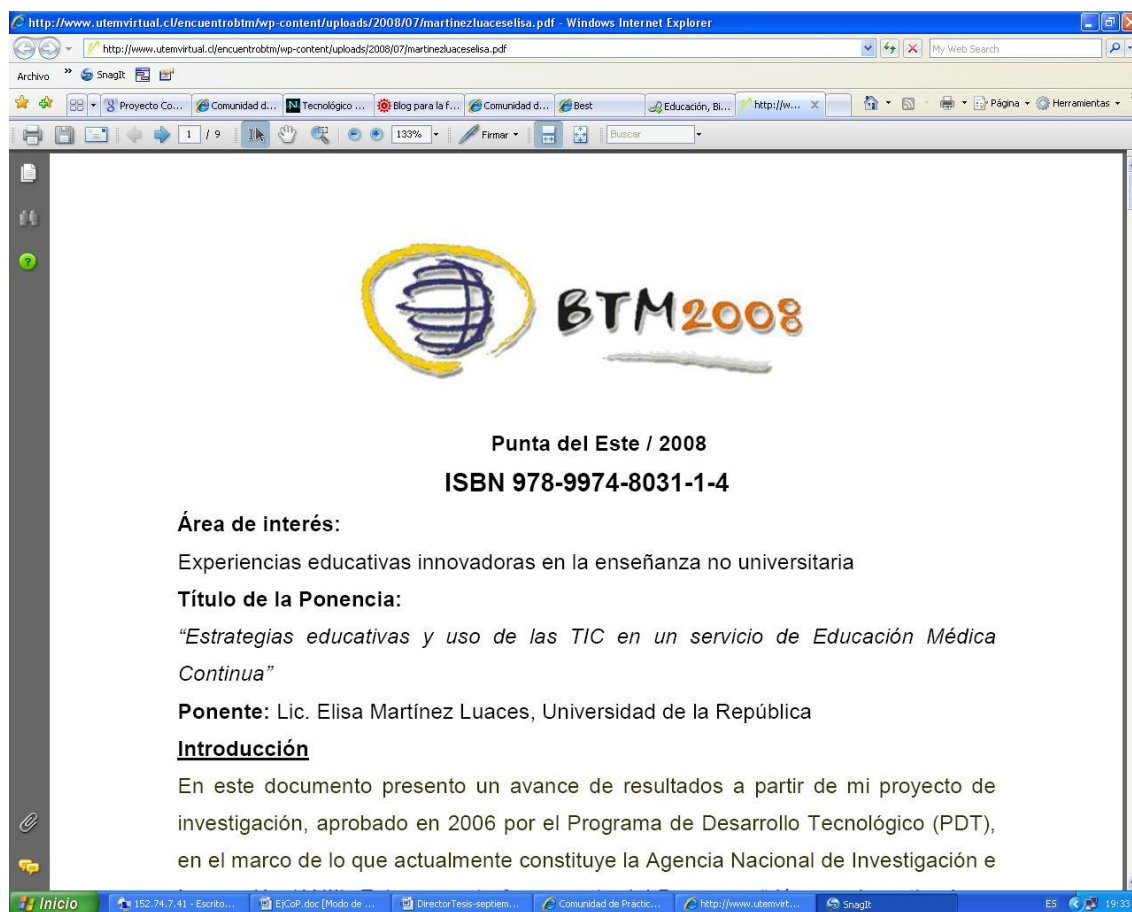 http://www.utemvirtual.cl/encuentrobtm/wp-content/uploads/2008/07/martinezluaceselisa.pdf - Windows Internet Explorer
http://www.utemvirtual.cl/encuentrobtm/wp-content/uploads/2008/07/martinezluaceselisa.pdf My Web Search
Archivo » SnagIt
Proyecto Co... Comunidad d... Tecnológico ... Blog para la f... Comunidad d... Best Educación, Bi... http://w... Página Herramientas
1 / 9 133% Firmar Buscar
BTM2008
Punta del Este / 2008
ISBN 978-9974-8031-1-4
Área de interés:
Experiencias educativas innovadoras en la enseñanza no universitaria
Título de la Ponencia:
“Estrategias educativas y uso de las TIC en un servicio de Educación Médica
Continua”
Ponente: Lic. Elisa Martínez Luaces, Universidad de la República
Introducción
En este documento presento un avance de resultados a partir de mi proyecto de
investigación, aprobado en 2006 por el Programa de Desarrollo Tecnológico (PDT),
en el marco de lo que actualmente constituye la Agencia Nacional de Investigación e
Inicio 152.74.7.41 - Escrito... EjCoP.doc [Modo de ... DirectorTesis-septiem... Comunidad de Práctic... http://www.utemvirt... SnagIt ES 19:33